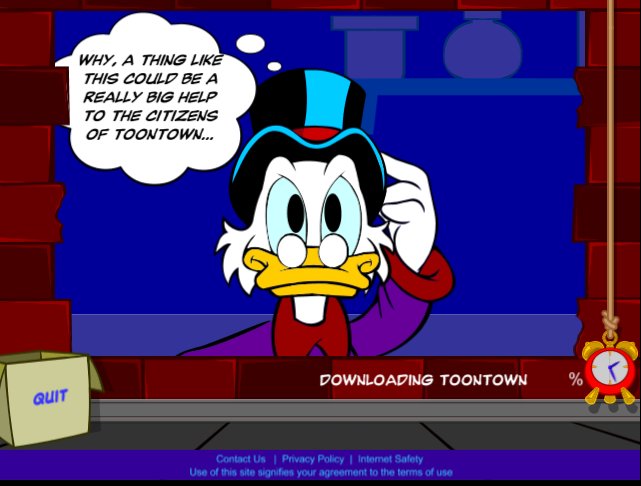 WHY, A THING LIKE
THIS COULD BE A
REALLY BIG HELP
TO THE CITIZENS
OF TOONTOWN...
DOWNLOADING TOONTOWN %
QUIT
Contact Us | Privacy Policy | Internet Safety
Use of this site signifies your agreement to the terms of use